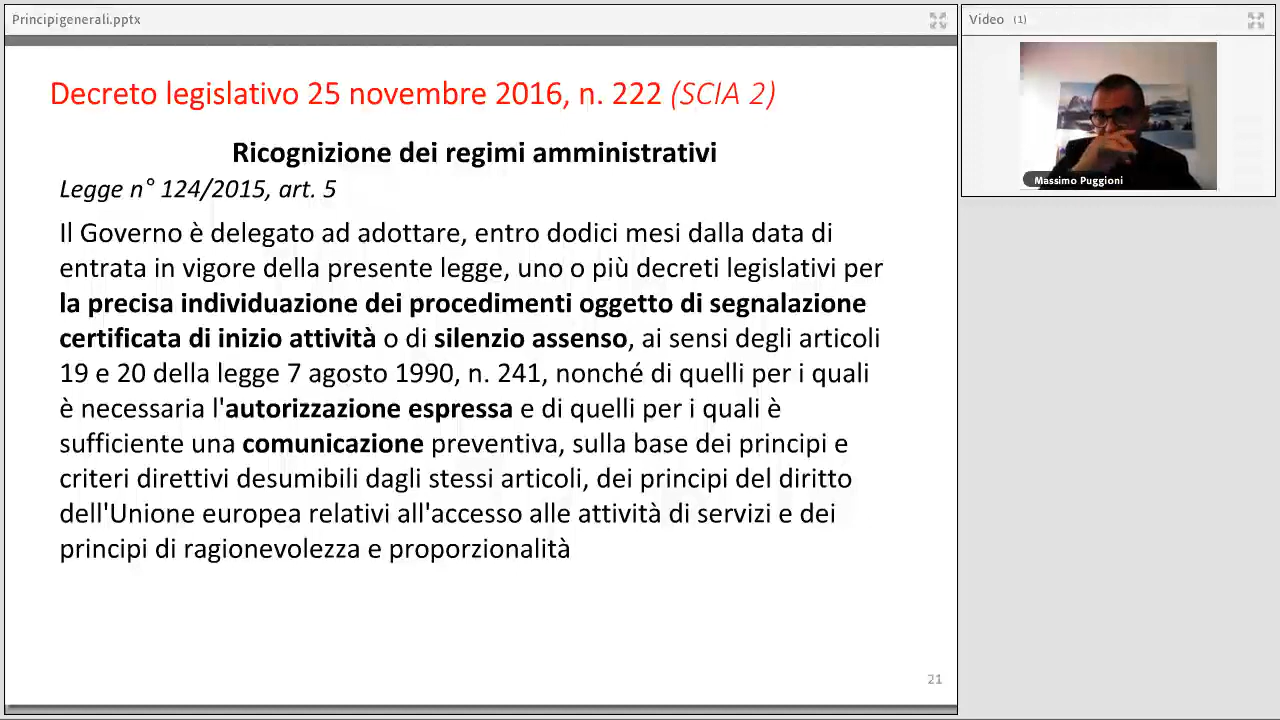 Principigenerali.pptx
Video (1)
Massimo Puggioni
Decreto legislativo 25 novembre 2016, n. 222 (SCIA 2)
Ricognizione dei regimi amministrativi
Legge n° 124/2015, art. 5
Il Governo è delegato ad adottare, entro dodici mesi dalla data di
entrata in vigore della presente legge, uno o più decreti legislativi per
la precisa individuazione dei procedimenti oggetto di segnalazione
certificata di inizio attività o di silenzio assenso, ai sensi degli articoli
19 e 20 della legge 7 agosto 1990, n. 241, nonché di quelli per i quali
è necessaria l'autorizzazione espressa e di quelli per i quali è
sufficiente una comunicazione preventiva, sulla base dei principi e
criteri direttivi desumibili dagli stessi articoli, dei principi del diritto
dell'Unione europea relativi all'accesso alle attività di servizi e dei
principi di ragionevolezza e proporzionalità
21